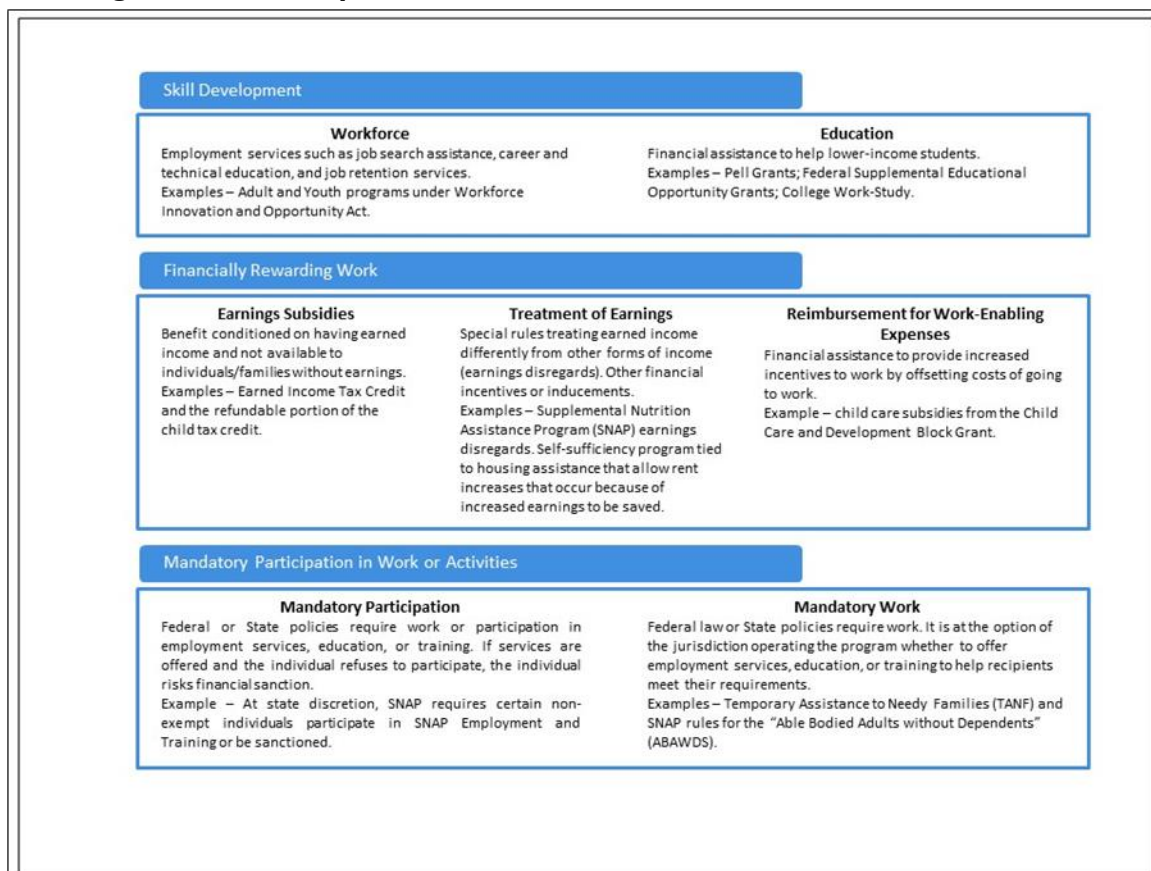 Skill Development
Workforce
Employment services such as job search assistance, career and
technical education, and job retention services.
Examples – Adult and Youth programs under Workforce
Innovation and Opportunity Act.
Education
Financial assistance to help lower-income students.
Examples – Pell Grants; Federal Supplemental Educational
Opportunity Grants; College Work-Study.
Financially Rewarding Work
Earnings Subsidies
Benefit conditioned on having earned
income and not available to
individuals/families without earnings.
Examples – Earned Income Tax Credit
and the refundable portion of the
child tax credit.
Treatment of Earnings
Special rules treating earned income
differently from other forms of income
(earnings disregards). Other financial
incentives or inducements.
Examples – Supplemental Nutrition
Assistance Program (SNAP) earnings
disregards. Self-sufficiency program tied
to housing assistance that allow rent
increases that occur because of
increased earnings to be saved.
Reimbursement for Work-Enabling
Expenses
Financial assistance to provide increased
incentives to work by offsetting costs of going
to work.
Example – child care subsidies from the Child
Care and Development Block Grant.
Mandatory Participation in Work or Activities
Mandatory Participation
Federal or State policies require work or participation in
employment services, education, or training. If services are
offered and the individual refuses to participate, the individual
risks financial sanction.
Example – At state discretion, SNAP requires certain non-
exempt individuals participate in SNAP Employment and
Training or be sanctioned.
Mandatory Work
Federal law or State policies require work. It is at the option of
the jurisdiction operating the program whether to offer
employment services, education, or training to help recipients
meet their requirements.
Examples – Temporary Assistance to Needy Families (TANF) and
SNAP rules for the “Able Bodied Adults without Dependents”
(ABAWDS).